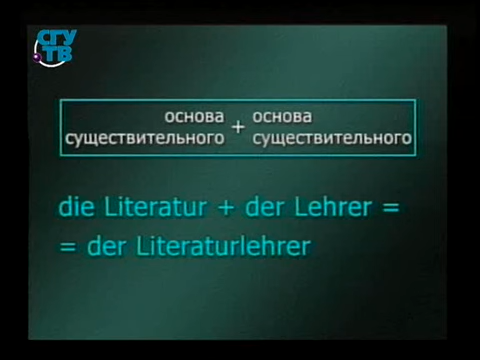 СГУ
ТВ
основа существительного + основа существительного
die Literatur + der Lehrer =
= der Literaturlehrer